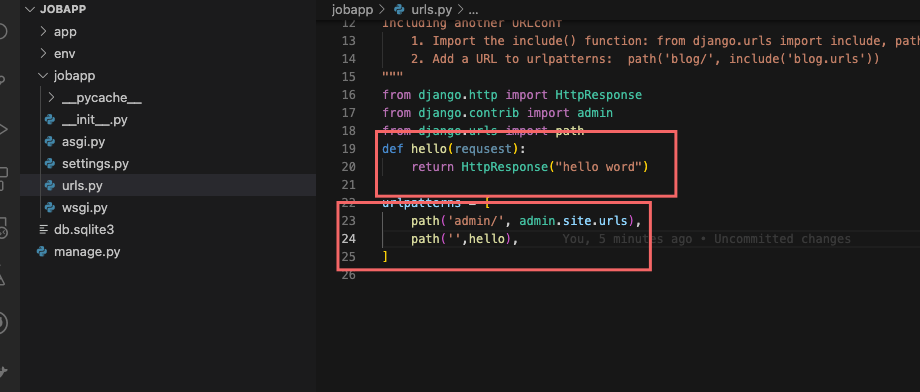 JOBAPP
app
env
jobapp
__pycache__
__init__.py
asgi.py
settings.py
urls.py
wsgi.py
db.sqlite3
manage.py
jobapp > urls.py > ...
12 Including another URLconf
13 1. Import the include() function: from django.urls import include, path
14 2. Add a URL to urlpatterns:  path('blog/', include('blog.urls'))
15 """
16 from django.http import HttpResponse
17 from django.contrib import admin
18 from django.urls import path
19 def hello(requsest):
20 return HttpResponse("hello word")
21
22 urlpatterns = [
23 path('admin/', admin.site.urls),
24 path('',hello), You, 5 minutes ago • Uncommitted changes
25 ]
26